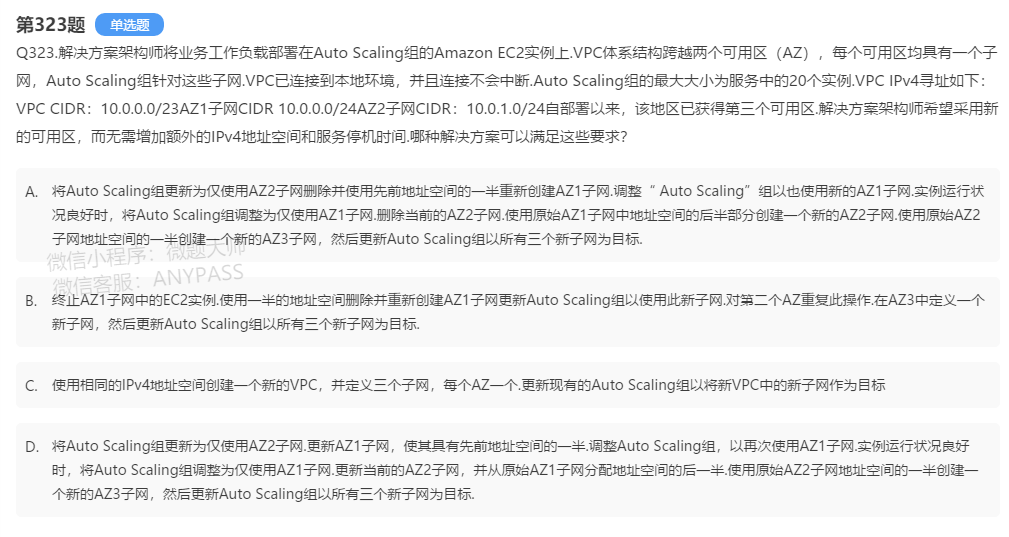 第323题 单选题
Q323.解决方案架构师将业务工作负载部署在Auto Scaling组的Amazon EC2实例上.VPC体系结构跨越两个可用区（AZ），每个可用区均具有一个子
网，Auto Scaling组针对这些子网.VPC已连接到本地环境，并且连接不会中断.Auto Scaling组的最大大小为服务中的20个实例.VPC IPv4寻址如下：
VPC CIDR：10.0.0.0/23AZ1子网CIDR 10.0.0.0/24AZ2子网CIDR：10.0.1.0/24自部署以来，该地区已获得第三个可用区.解决方案架构师希望采用新
的可用区，而无需增加额外的IPv4地址空间和服务停机时间.哪种解决方案可以满足这些要求？
A. 将Auto Scaling组更新为仅使用AZ2子网删除并使用先前地址空间的一半重新创建AZ1子网.调整“ Auto Scaling”组以也使用新的AZ1子网.实例运行状
况良好时，将Auto Scaling组调整为仅使用AZ1子网.删除当前的AZ2子网.使用原始AZ1子网中地址空间的后半部分创建一个新的AZ2子网.使用原始AZ2
子网地址空间的一半创建一个新的AZ3子网，然后更新Auto Scaling组以所有三个新子网为目标.
微信小程序：微题大师
微信客服：ANYPASS
B. 终止AZ1子网中的EC2实例.使用一半的地址空间删除并重新创建AZ1子网更新Auto Scaling组以使用此新子网.对第二个AZ重复此操作.在AZ3中定义一个
新子网，然后更新Auto Scaling组以所有三个新子网为目标.
C. 使用相同的IPv4地址空间创建一个新的VPC，并定义三个子网，每个AZ一个.更新现有的Auto Scaling组以将新VPC中的新子网作为目标
D. 将Auto Scaling组更新为仅使用AZ2子网.更新AZ1子网，使其具有先前地址空间的一半.调整Auto Scaling组，以再次使用AZ1子网.实例运行状况良好
时，将Auto Scaling组调整为仅使用AZ1子网.更新当前的AZ2子网，并从原始AZ1子网分配地址空间的后一半.使用原始AZ2子网地址空间的一半创建一
个新的AZ3子网，然后更新Auto Scaling组以所有三个新子网为目标.